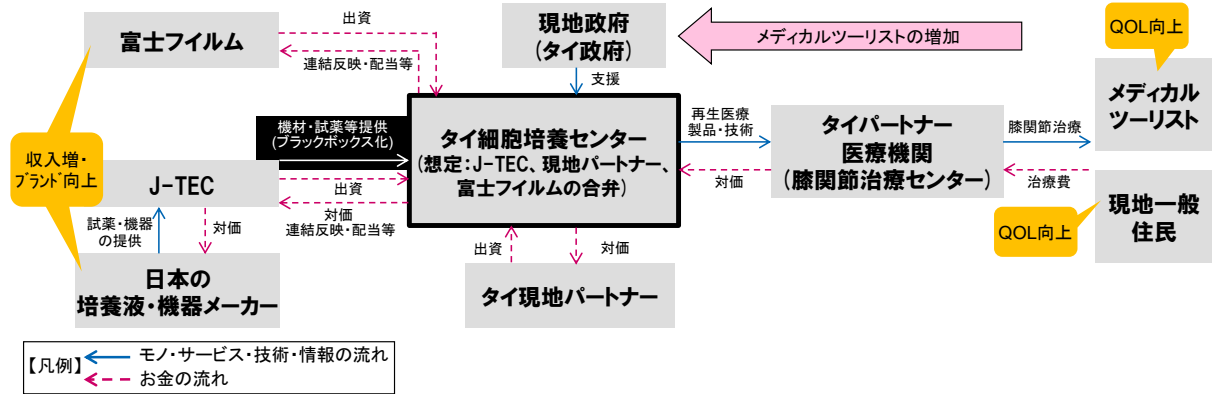 富士フイルム
出資
連結反映・配当等
現地政府
(タイ政府)
メディカルツーリストの増加
QOL向上
支援
メディカル
ツーリスト
機材・試薬等提供
(ブラックボックス化)
タイ細胞培養センター
(想定:J-TEC、現地パートナー、
富士フイルムの合弁)
再生医療
製品・技術
対価
タイパートナー
医療機関
(膝関節治療センター)
膝関節治療
治療費
収入増・
ブランド向上
J-TEC
出資
対価
連結反映・配当等
試薬・機器
の提供
対価
現地一般
住民
QOL向上
日本の
培養液・機器メーカー
出資
対価
タイ現地パートナー
【凡例】
モノ・サービス・技術・情報の流れ
お金の流れ